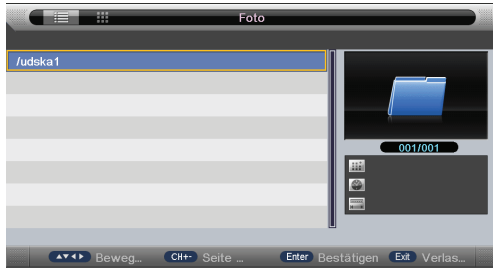 Foto
/udska1
001/001
Beweg... CH+- Seite ... Enter Bestätigen Exit Verlas...